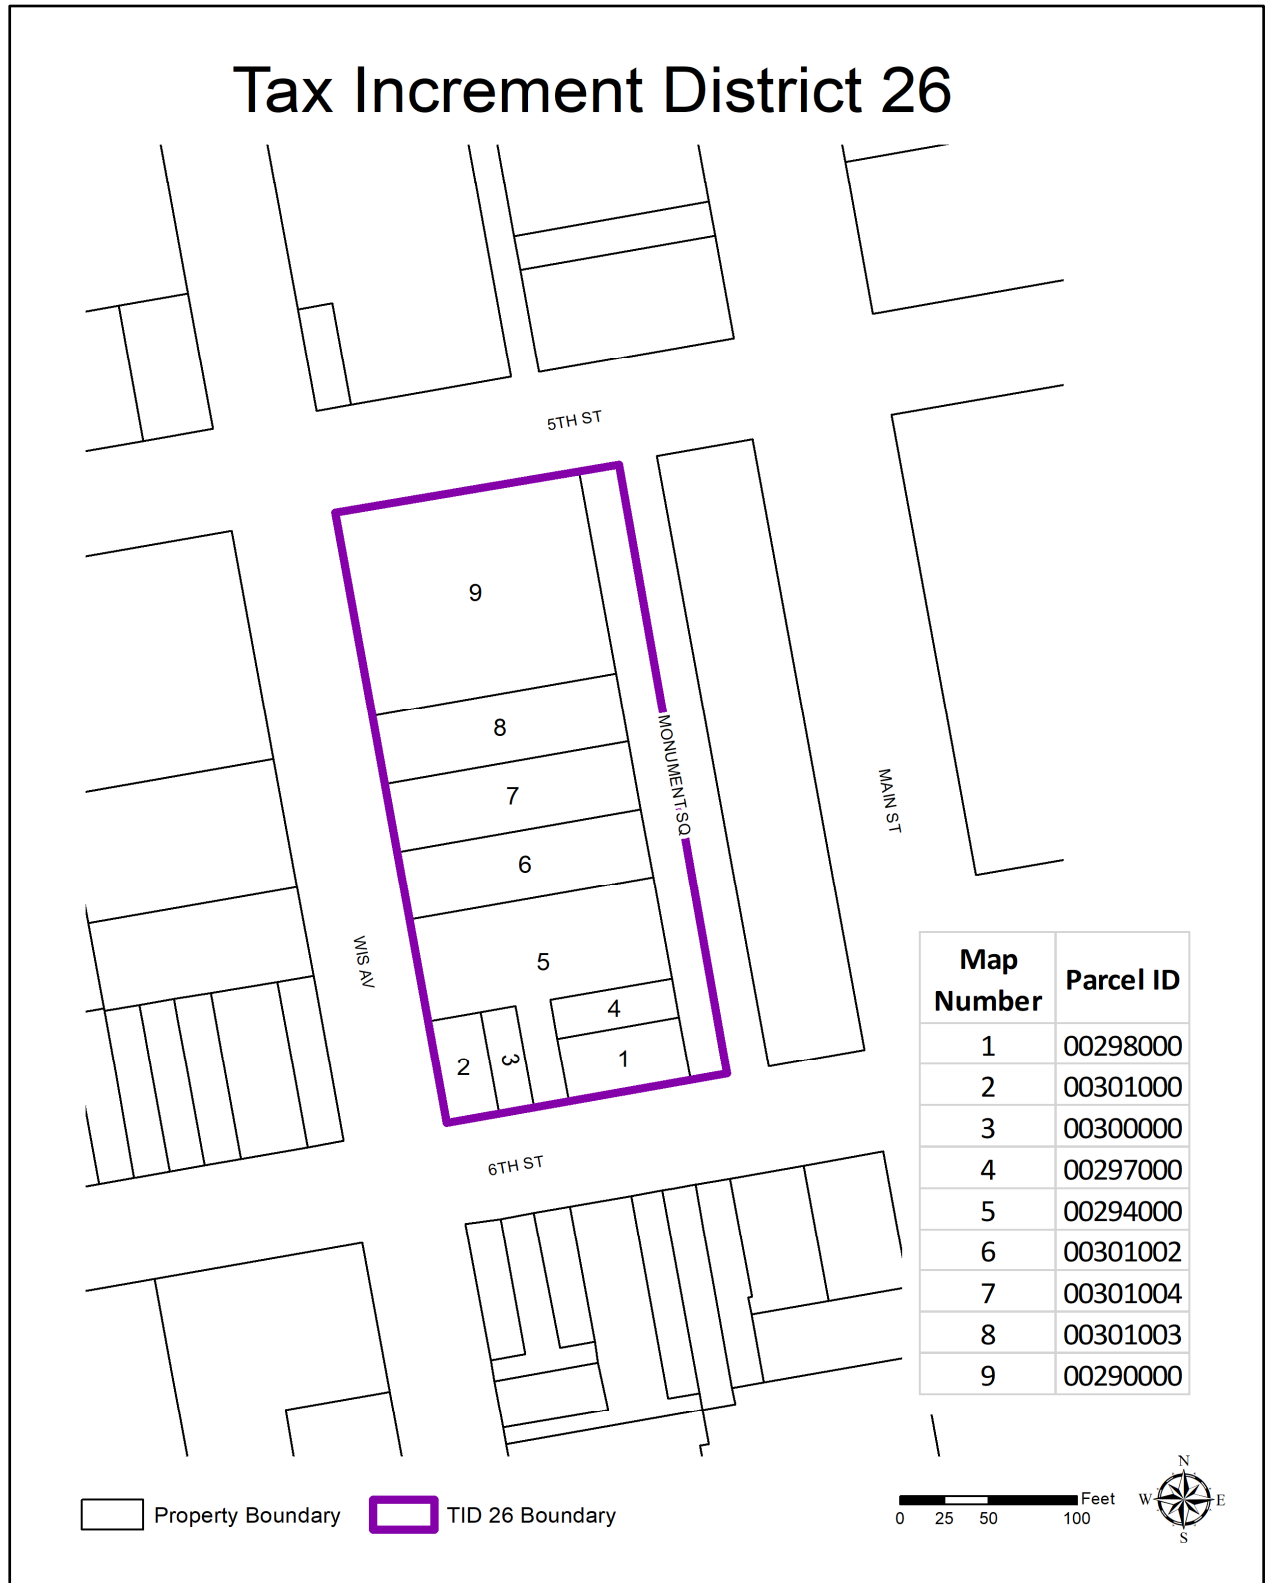 Tax Increment District 26
5TH ST
9
8
MONUMENT SQ
7
MAIN ST
6
WIS AV
5
4
2
3
1
6TH ST
Map Number Parcel ID
1 00298000
2 00301000
3 00300000
4 00297000
5 00294000
6 00301002
7 00301004
8 00301003
9 00290000
Property Boundary
TID 26 Boundary
Feet
0 25 50 100
N
W E
S